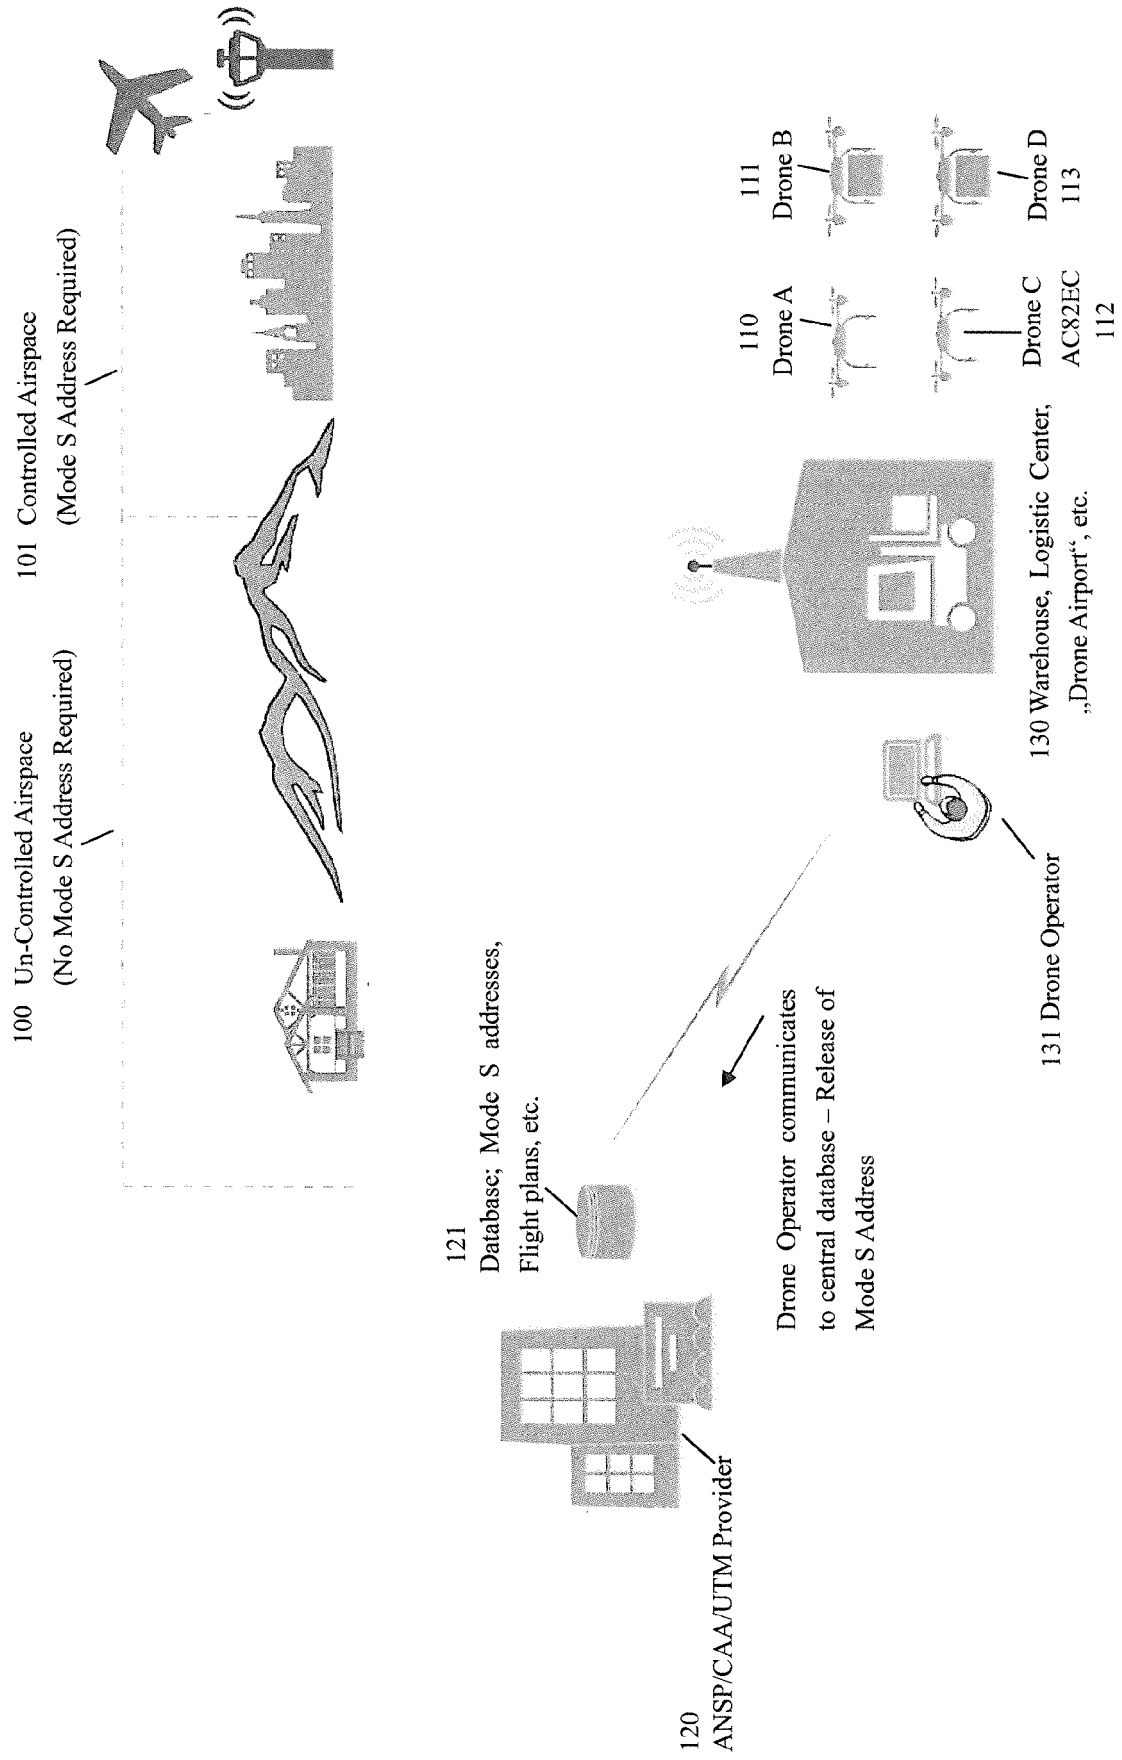 100 Un-Controlled Airspace
(No Mode S Address Required)
101 Controlled Airspace
(Mode S Address Required)
121
Database; Mode S addresses,
Flight plans, etc.
120
ANSP/CAA/UTM Provider
Drone Operator communicates
to central database – Release of
Mode S Address
131 Drone Operator
130 Warehouse, Logistic Center,
„Drone Airport“, etc.
110
Drone A
111
Drone B
Drone C
AC82EC
112
Drone D
113